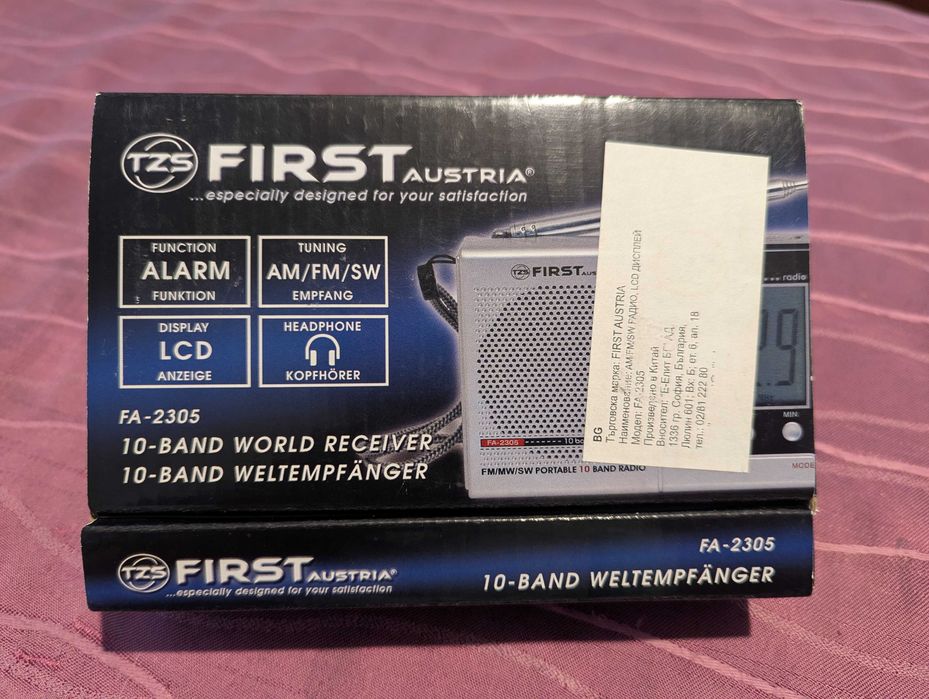 TZS FIRST AUSTRIA®
...especially designed for your satisfaction
FUNCTION
ALARM
FUNKTION
TUNING
AM/FM/SW
EMPFANG
DISPLAY
LCD
ANZEIGE
HEADPHONE
KOPFHÖRER
FA-2305
10-BAND WORLD RECEIVER
10-BAND WELTEMPFÄNGER
TZS FIRST AUS
radio
MIN
MODE
FA-2305
FM/MW/SW PORTABLE 10 BAND RADIO
BG
Търговска марка: FIRST AUSTRIA
Наименование: AM/FM/SW РАДИО, LCD ДИСПЛЕЙ
Модел: FA-2305
Произведено в Китай
Вносител: "Е-Елит АД,
1336 гр. София, България,
Люлин 601; Вх. Б; ет. 6, ап. 18
тел.: 02/81 222 80
TZS FIRST AUSTRIA®
...especially designed for your satisfaction
FA-2305
10-BAND WELTEMPFÄNGER